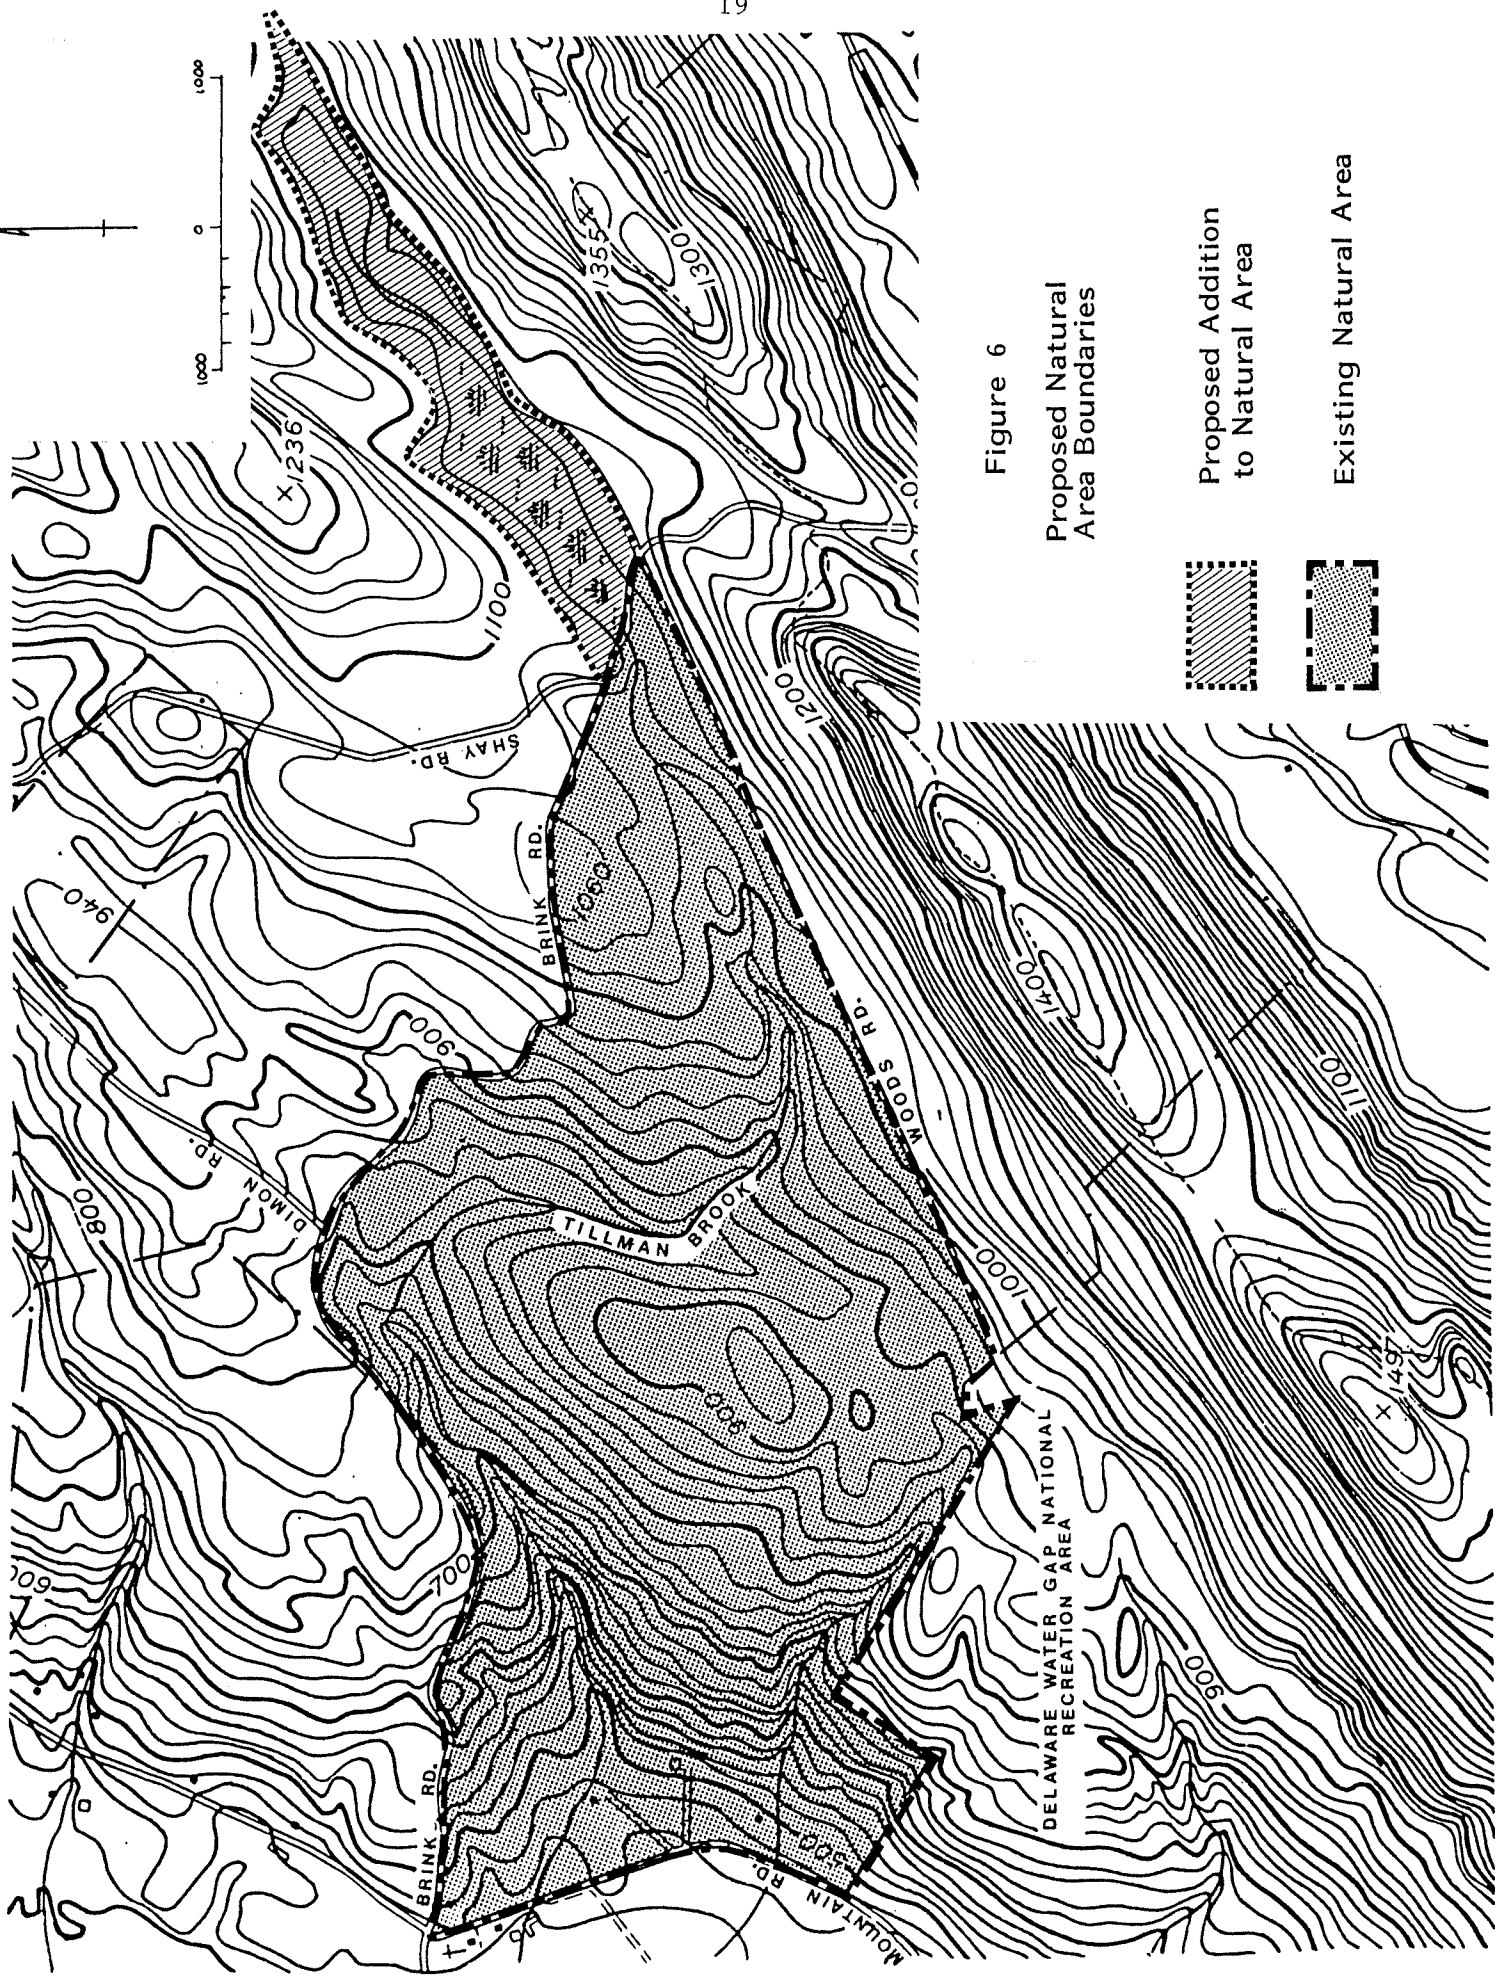 19
1000
0
1000
1236
1355
1300
1100
1200
SHAY RD.
940
BRINK RD.
1060
1400
900
DIMON RD.
800
WOODS RD.
1100
TILLMAN
BROOK
1000
900
1497
700
600
DELAWARE WATER GAP NATIONAL
RECREATION AREA
900
BRINK RD.
MOUNTAIN RD.
Figure 6
Proposed Natural
Area Boundaries
Proposed Addition
to Natural Area
Existing Natural Area